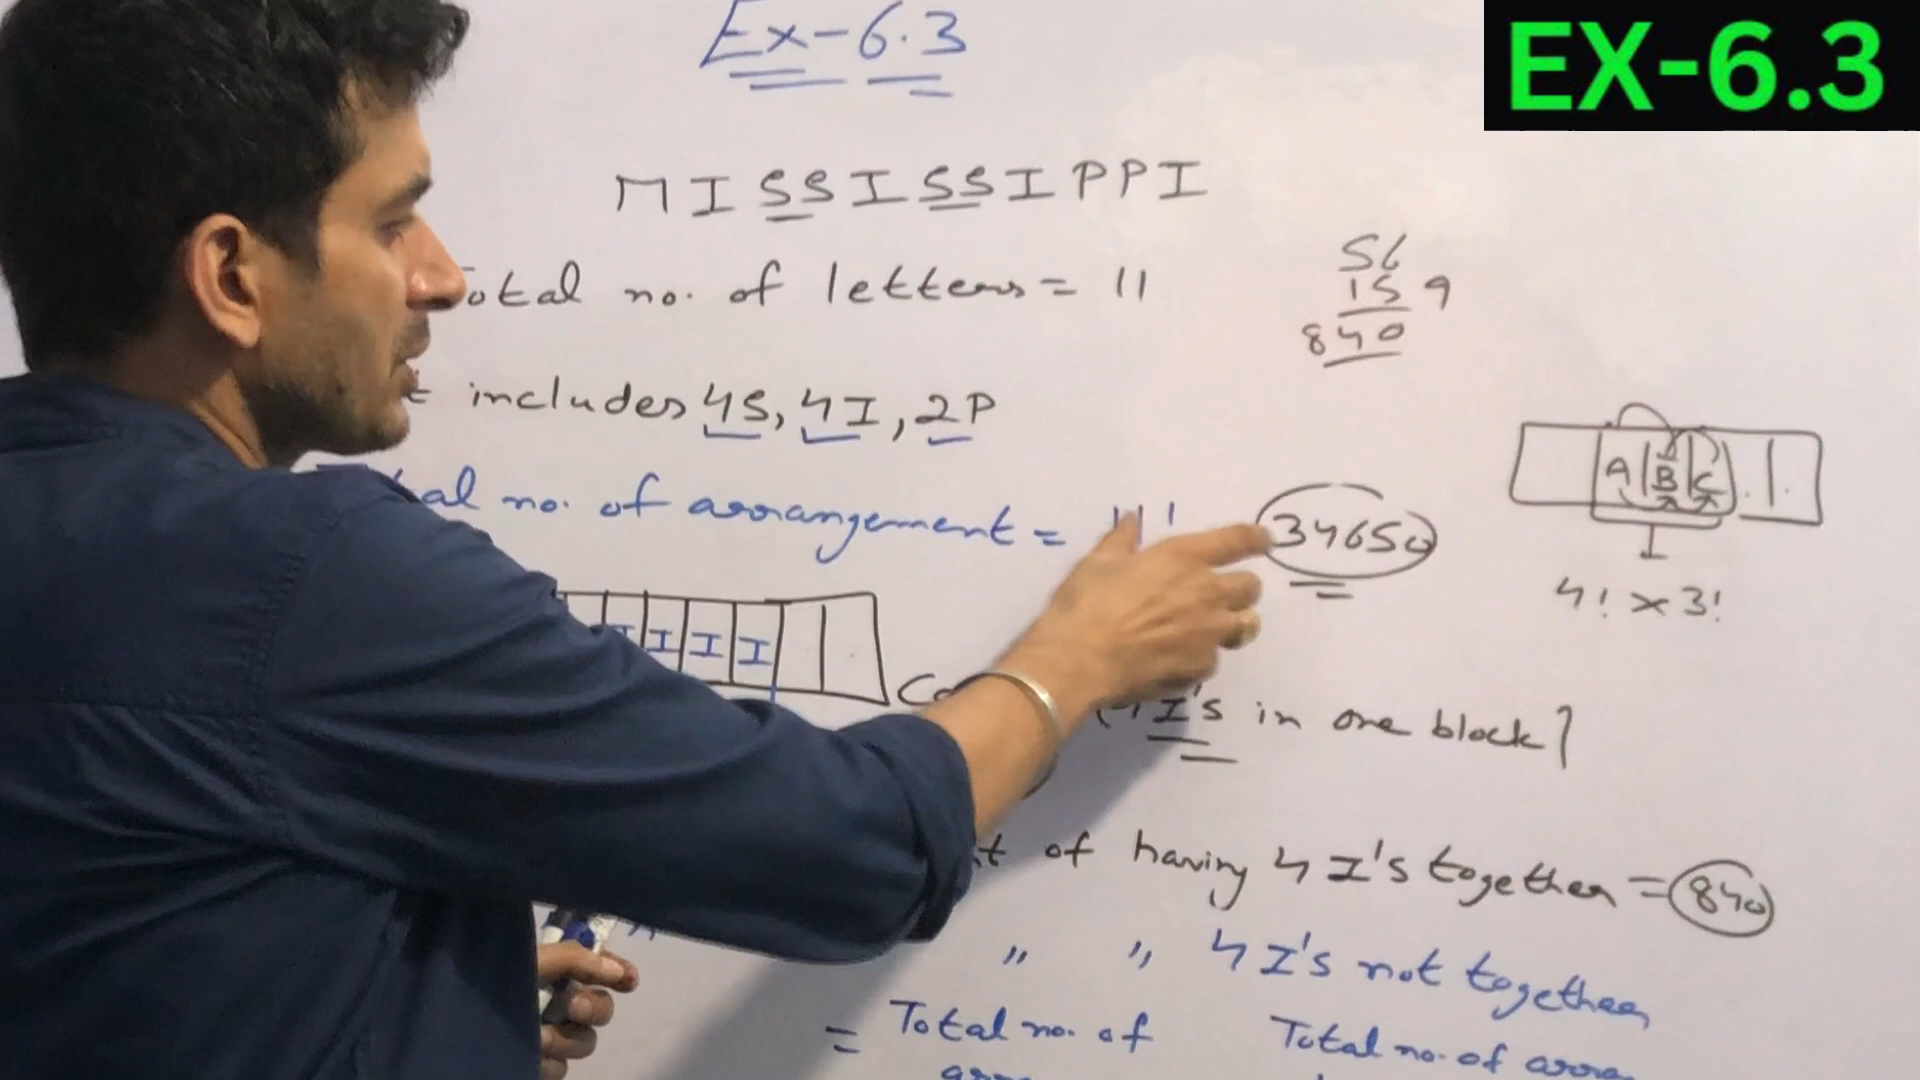 Ex-6.3
EX-6.3
MISSISSIPPI
Total no. of letters = 11
56
15 9
840
includes 4S, 4I, 2P
A B C
1
4! × 3!
no. of arrangement = 11!
34650
I I I I
I's in one block]
of having 4 I's together = 840
" " 4 I's not together
= Total no. of
Total no. of